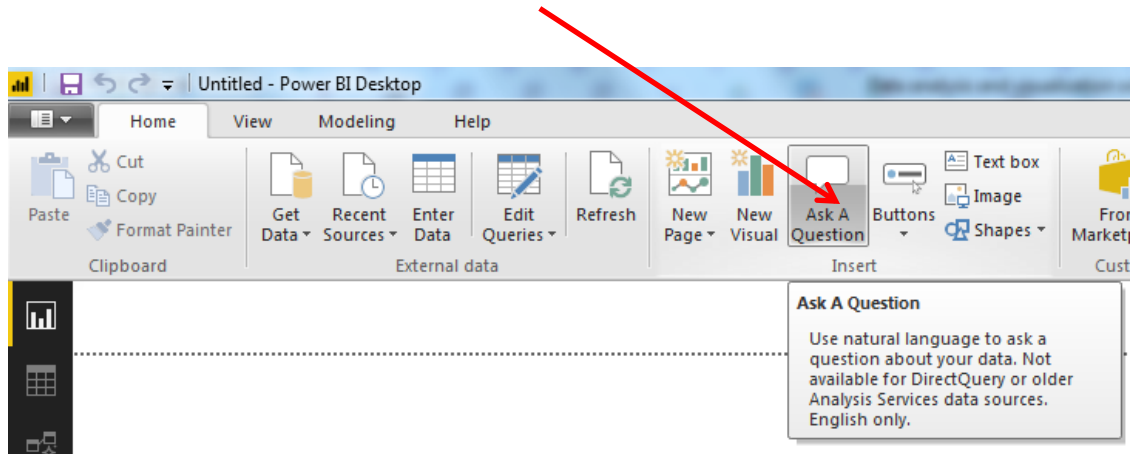 Untitled - Power BI Desktop
Home View Modeling Help
Paste
Cut
Copy
Format Painter
Clipboard
Get Data
Recent Sources
Enter Data
Edit Queries
Refresh
External data
New Page
New Visual
Ask A Question
Buttons
Text box
Image
Shapes
Insert
Cust
Ask A Question
Use natural language to ask a
question about your data. Not
available for DirectQuery or older
Analysis Services data sources.
English only.